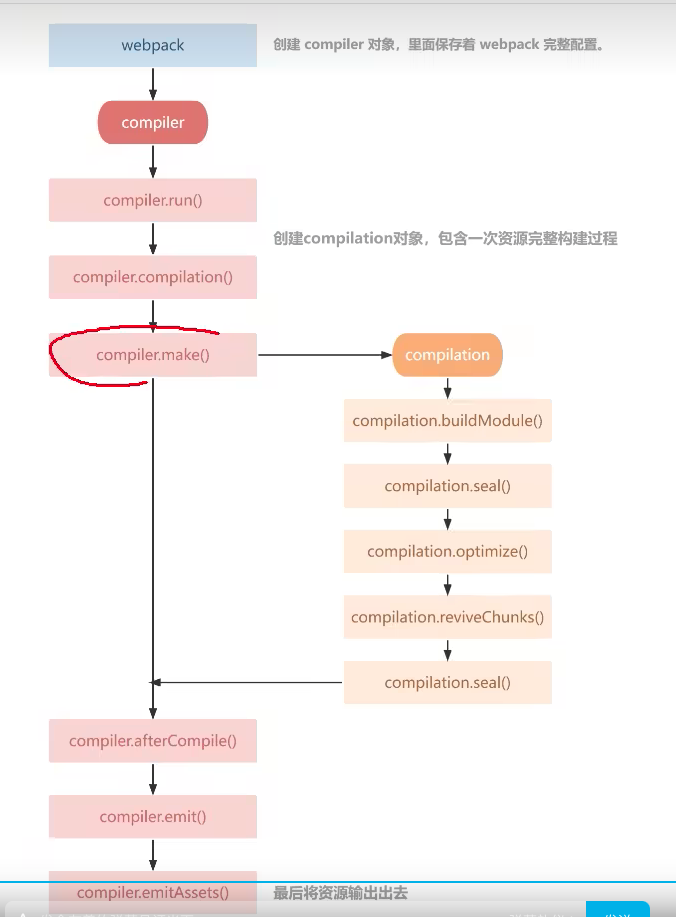 webpack
创建 compiler 对象，里面保存着 webpack 完整配置。
compiler
compiler.run()
创建compilation对象，包含一次资源完整构建过程
compiler.compilation()
compiler.make()
compilation
compilation.buildModule()
compilation.seal()
compilation.optimize()
compilation.reviveChunks()
compilation.seal()
compiler.afterCompile()
compiler.emit()
compiler.emitAssets()
最后将资源输出出去